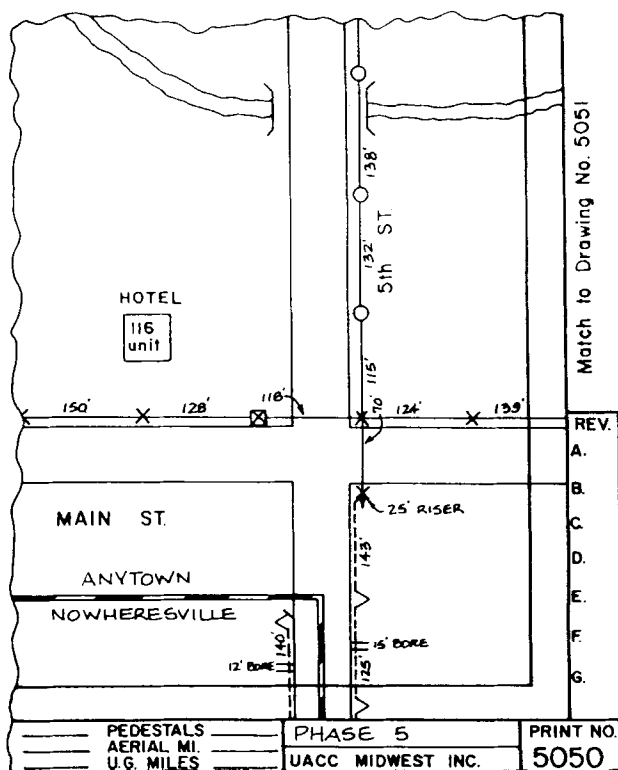 138'
132'
5th ST.
Match to Drawing No. 5051
HOTEL
116
unit
115'
150'
128'
118'
70'
124'
139'
REV.
A.
B.
C.
D.
E.
F.
G.
25' RISER
MAIN ST.
143'
ANYTOWN
NOWHERESVILLE
140'
12' BORE
15' BORE
125'
PEDESTALS
AERIAL MI.
U.G. MILES
PHASE 5
UACC MIDWEST INC.
PRINT NO.
5050